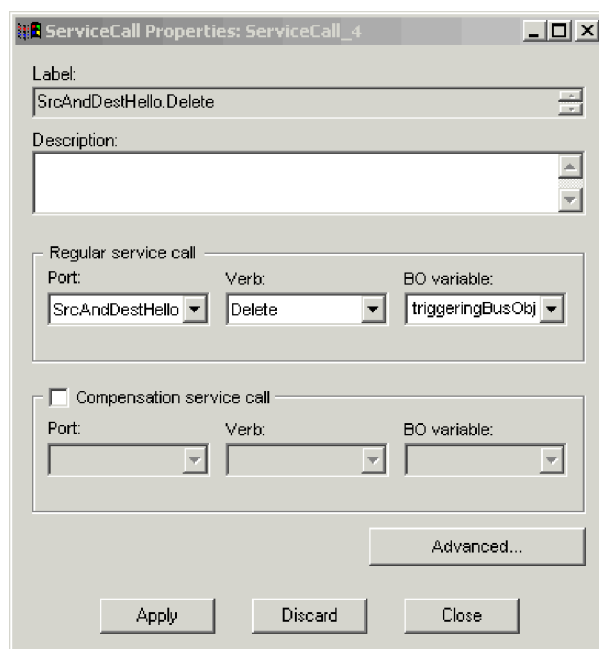 ServiceCall Properties: ServiceCall_4
Label:
SrcAndDestHello.Delete
Description:
Regular service call
Port: Verb: BO variable:
SrcAndDestHello Delete triggeringBusObj
Compensation service call
Port: Verb: BO variable:
Advanced...
Apply Discard Close